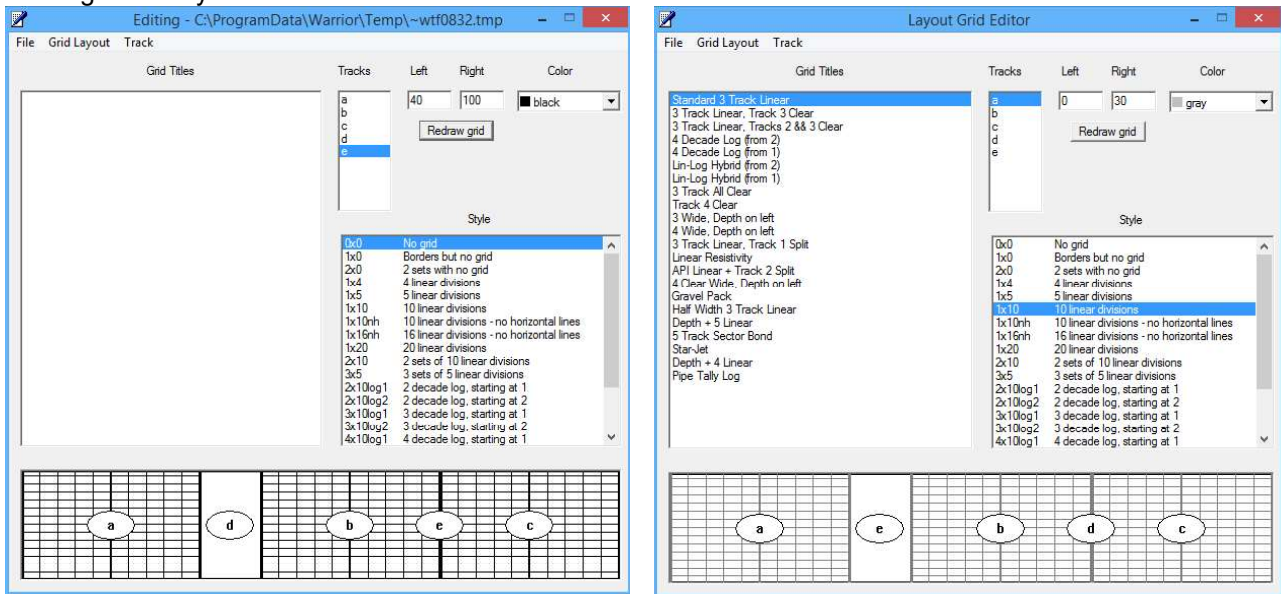 Editing - C:\ProgramData\Warrior\Temp\~wtf0832.tmp
File Grid Layout Track
Grid Titles Tracks Left Right Color
a 40 100 black
b
c Redraw grid
d
e
Style
0x0 No grid
1x0 Borders but no grid
2x0 2 sets with no grid
1x4 4 linear divisions
1x5 5 linear divisions
1x10 10 linear divisions
1x10nh 10 linear divisions - no horizontal lines
1x16nh 16 linear divisions - no horizontal lines
1x20 20 linear divisions
2x10 2 sets of 10 linear divisions
3x5 3 sets of 5 linear divisions
2x10log1 2 decade log, starting at 1
2x10log2 2 decade log, starting at 2
3x10log1 3 decade log, starting at 1
3x10log2 3 decade log, starting at 2
4x10log1 4 decade log, starting at 1
a d b e c
Layout Grid Editor
File Grid Layout Track
Grid Titles Tracks Left Right Color
Standard 3 Track Linear
3 Track Linear, Track 3 Clear
3 Track Linear, Tracks 2 && 3 Clear
4 Decade Log (from 2)
4 Decade Log (from 1)
Lin-Log Hybrid (from 2)
Lin-Log Hybrid (from 1)
3 Track All Clear
Track 4 Clear
3 Wide, Depth on left
4 Wide, Depth on left
3 Track Linear, Track 1 Split
Linear Resistivity
API Linear + Track 2 Split
4 Clear Wide, Depth on left
Gravel Pack
Half Width 3 Track Linear
Depth + 5 Linear
5 Track Sector Bond
Star-Jet
Depth + 4 Linear
Pipe Tally Log
a 0 30 gray
b
c Redraw grid
d
e
Style
0x0 No grid
1x0 Borders but no grid
2x0 2 sets with no grid
1x4 4 linear divisions
1x5 5 linear divisions
1x10 10 linear divisions
1x10nh 10 linear divisions - no horizontal lines
1x16nh 16 linear divisions - no horizontal lines
1x20 20 linear divisions
2x10 2 sets of 10 linear divisions
3x5 3 sets of 5 linear divisions
2x10log1 2 decade log, starting at 1
2x10log2 2 decade log, starting at 2
3x10log1 3 decade log, starting at 1
3x10log2 3 decade log, starting at 2
4x10log1 4 decade log, starting at 1
a e b d c